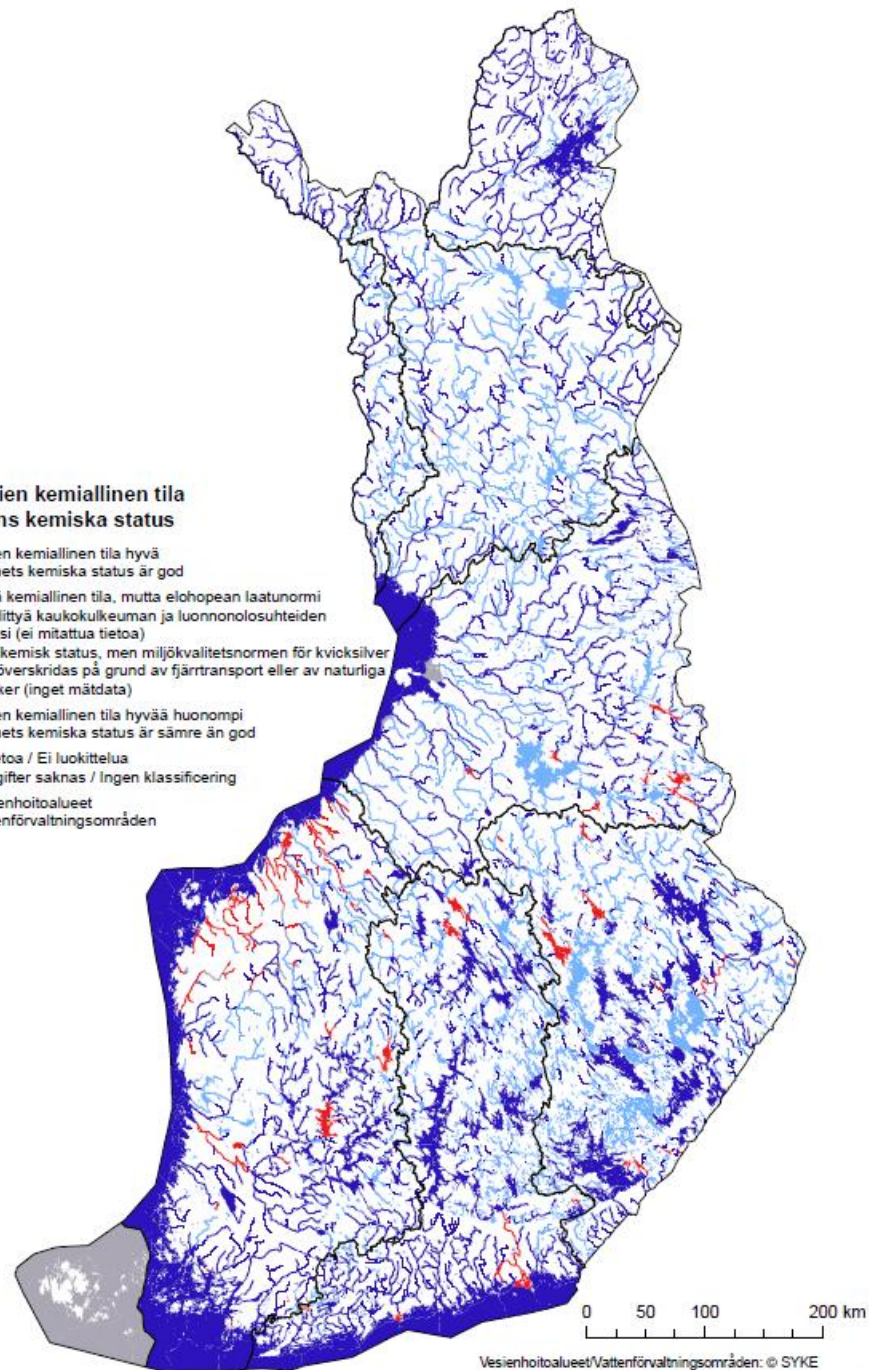 ien kemiallinen tila
ns kemiska status
en kemiallinen tila hyvä
ets kemiska status är god
kemiallinen tila, mutta elohopean laatunormi
littyä kaukokulkeuman ja luonnonolosuhteiden
si (ei mitattua tietoa)
kemisk status, men miljökvalitetsnormen för kvicksilver
överskridas på grund av fjärrtransport eller av naturliga
ker (inget mätdata)
en kemiallinen tila hyvää huonompi
ets kemiska status är sämre än god
etoa / Ei luokittelua
gifter saknas / Ingen klassificering
enhoitoalueet
enförvaltningsområden
0 50 100 200 km
Vesienhoitoalueet/Vattenförvaltningsområden: © SYKE